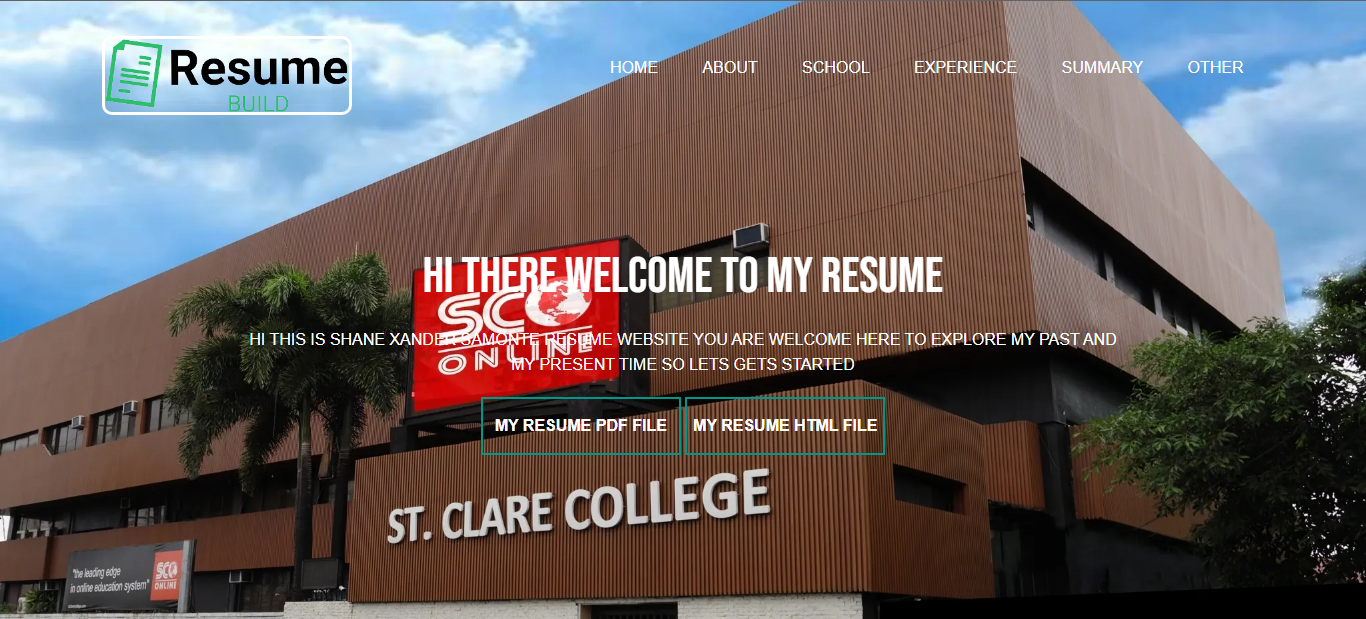 Resume
BUILD
HOME ABOUT SCHOOL EXPERIENCE SUMMARY OTHER
HI THERE WELCOME TO MY RESUME
SCO
ONLINE
HI THIS IS SHANE XANDER SAMONTE RESUME WEBSITE YOU ARE WELCOME HERE TO EXPLORE MY PAST AND
MY PRESENT TIME SO LETS GETS STARTED
MY RESUME PDF FILE MY RESUME HTML FILE
ST. CLARE COLLEGE
"the leading edge
in online education system"
SCO
ONLINE